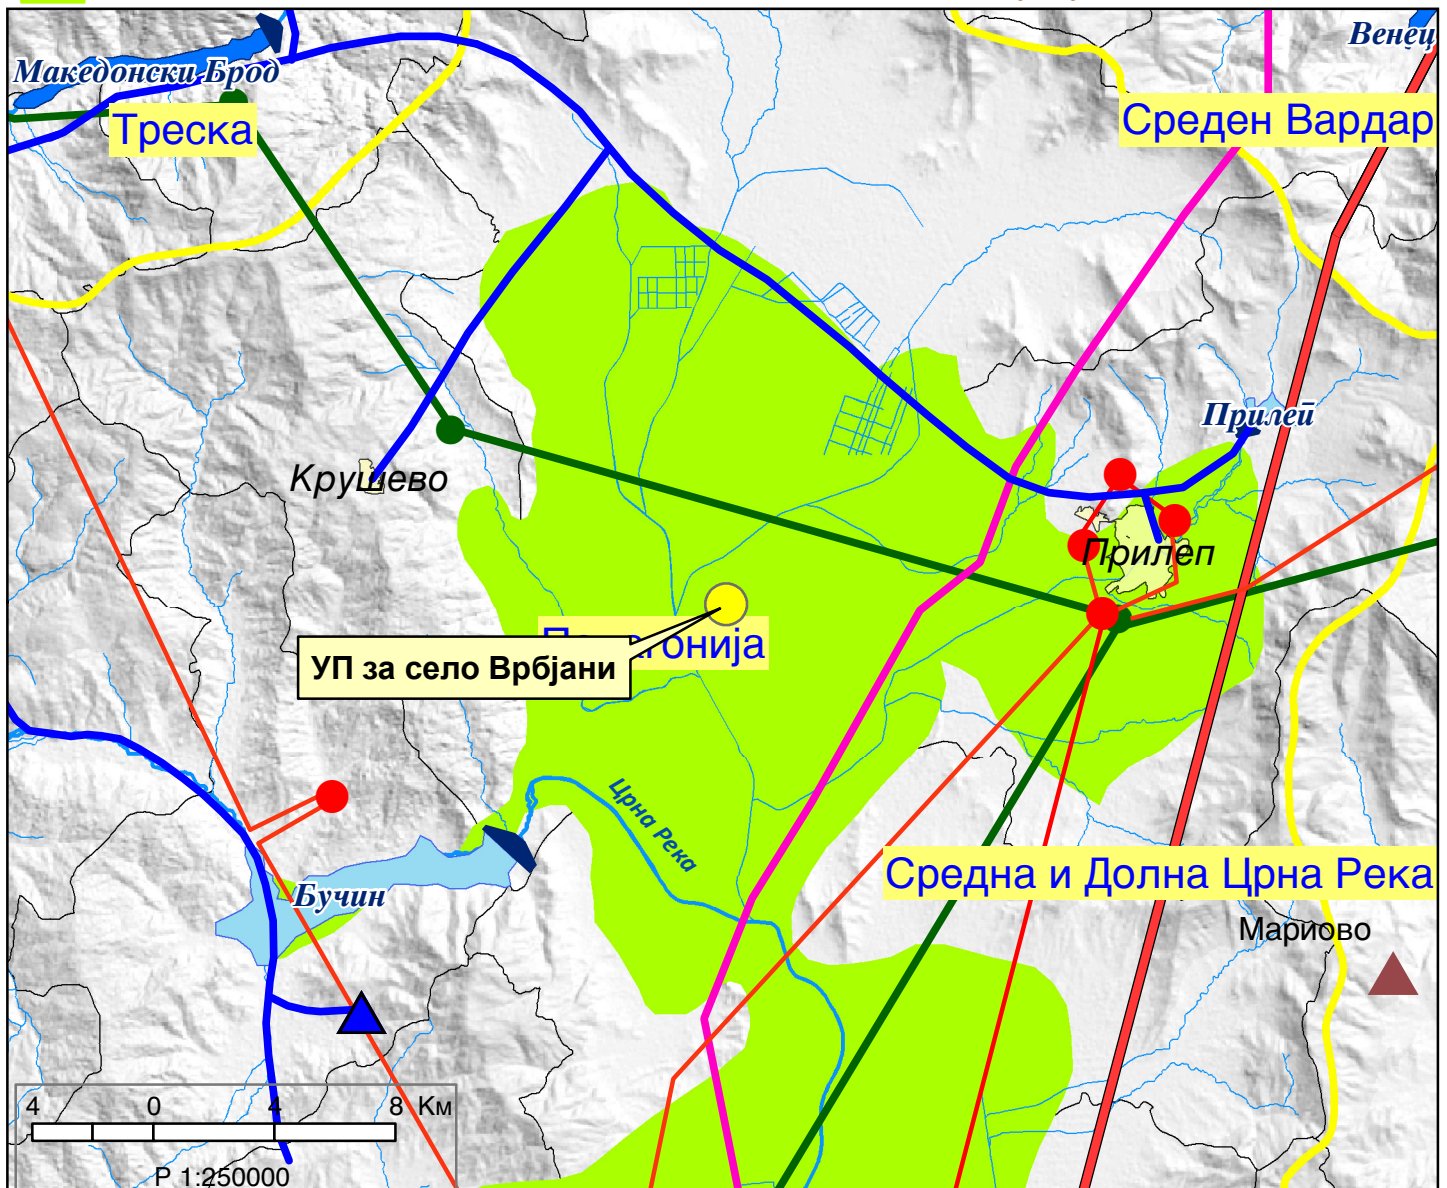 Венец
Македонски Брод
Треска
Среден Вардар
Прилеп
Крушево
Прилеп
УП за село Врбјани
онија
Црна Река
Средна и Долна Црна Река
Бучин
Мариово
4 0 4 8 Км
Р 1:250000